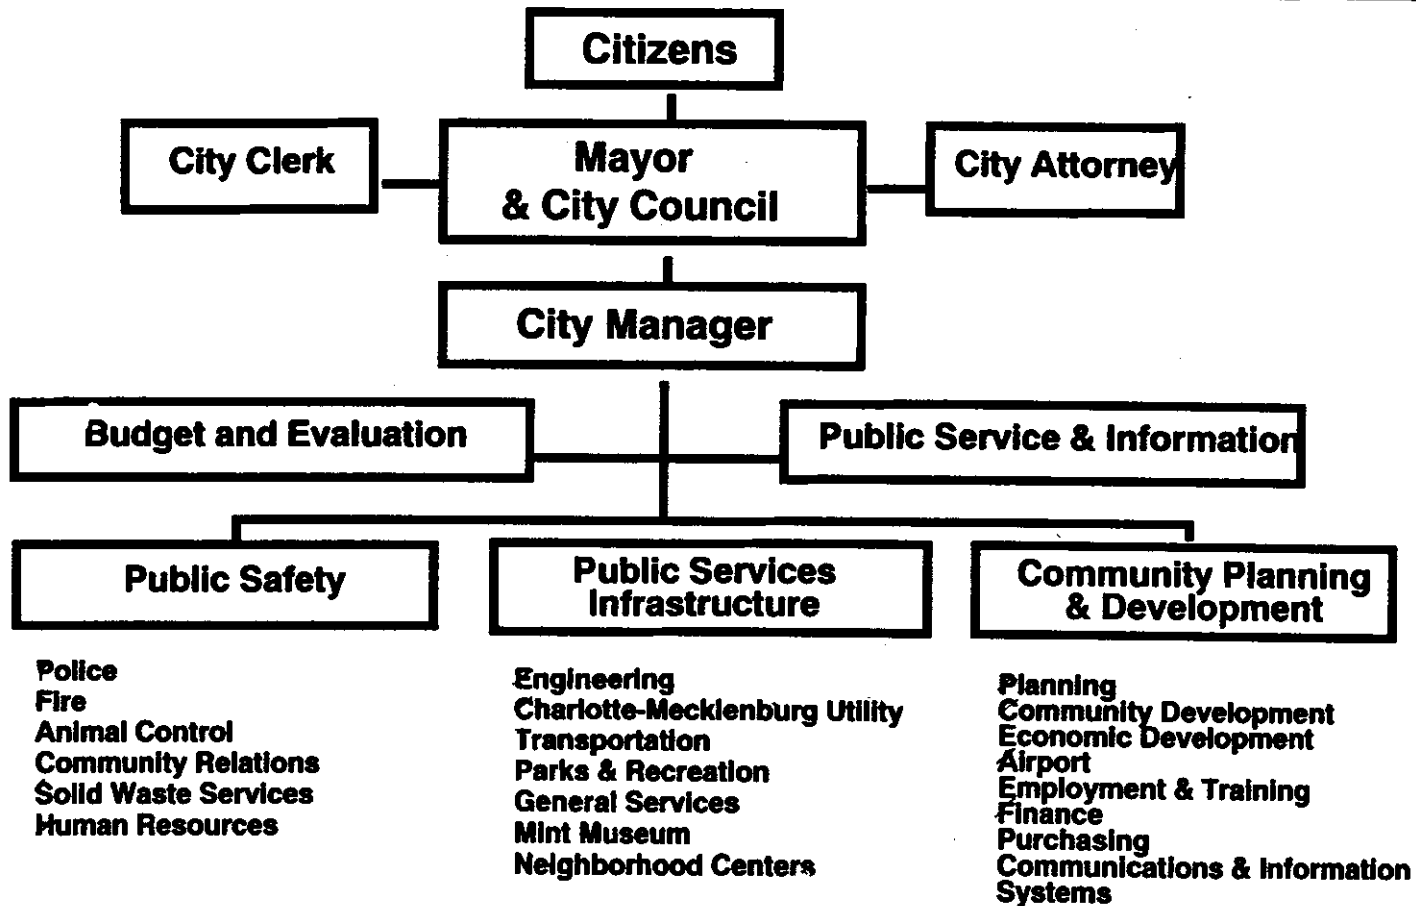 Citizens
City Clerk
Mayor
& City Council
City Attorney
City Manager
Budget and Evaluation
Public Service & Information
Public Safety
Public Services
Infrastructure
Community Planning
& Development
Police
Fire
Animal Control
Community Relations
Solid Waste Services
Human Resources
Engineering
Charlotte-Mecklenburg Utility
Transportation
Parks & Recreation
General Services
Mint Museum
Neighborhood Centers
Planning
Community Development
Economic Development
Airport
Employment & Training
Finance
Purchasing
Communications & Information
Systems